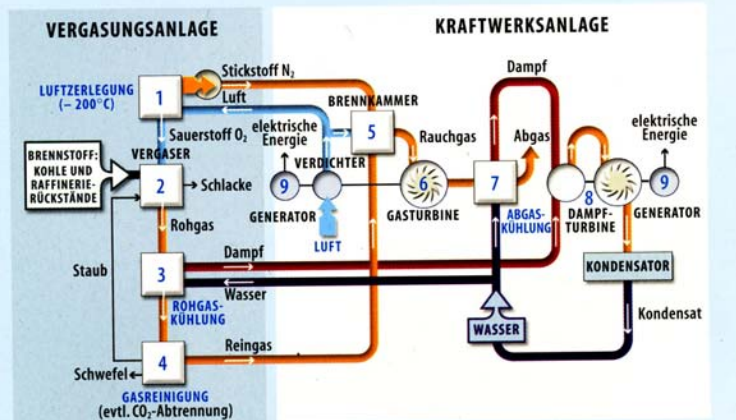 VERGASUNGSANLAGE
KRAFTWERKSANLAGE
LUFTZERLEGUNG
(– 200°C)
1
Stickstoff N₂
Luft
Sauerstoff O₂
BRENNSTOFF:
KOHLE UND
RAFFINERIE-
RÜCKSTÄNDE
VERGASER
2
Schlacke
Rohgas
Staub
3
ROHGAS-
KÜHLUNG
Dampf
Wasser
4
Schwefel
GASREINIGUNG
(evtl. CO₂-Abtrennung)
Reingas
elektrische
Energie
9
GENERATOR
VERDICHTER
LUFT
BRENNKAMMER
5
Rauchgas
6
GASTURBINE
Dampf
Abgas
7
ABGAS-
KÜHLUNG
WASSER
8
DAMPF-
TURBINE
elektrische
Energie
9
GENERATOR
KONDENSATOR
Kondensat